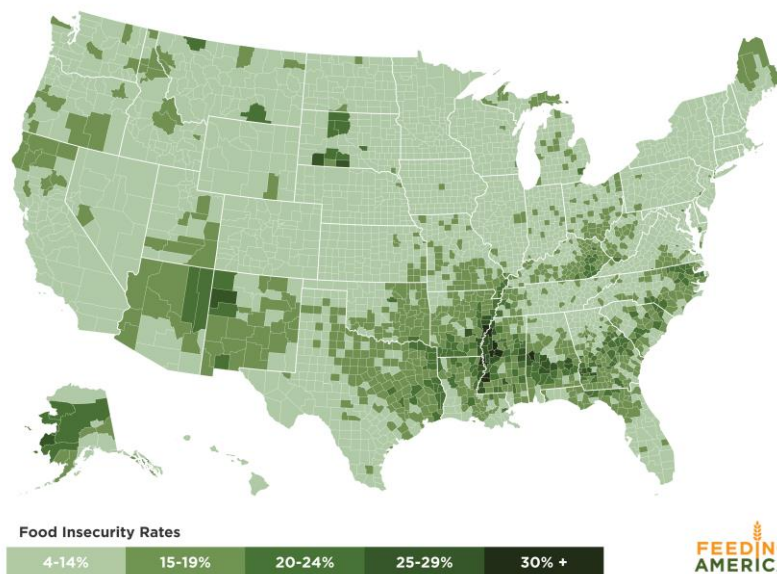 Food Insecurity Rates
4-14% 15-19% 20-24% 25-29% 30% +
FEEDIN
AMERIC